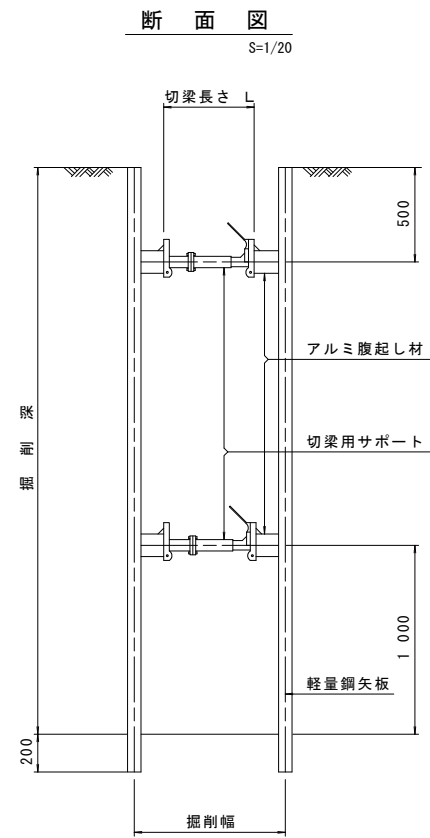 断面図
S=1/20
切梁長さ L
500
アルミ腹起し材
掘削深
切梁用サポート
1 000
軽量鋼矢板
200
掘削幅